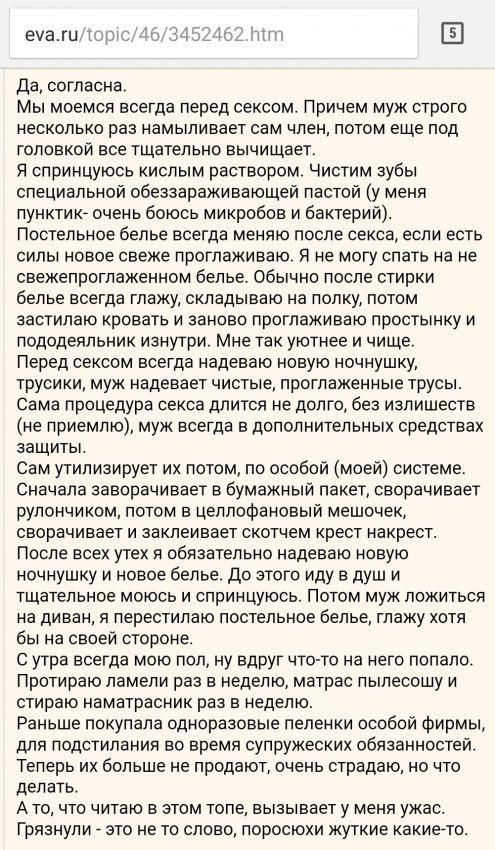 eva.ru/topic/46/3452462.htm
5
Да, согласна.
Мы моемся всегда перед сексом. Причем муж строго
несколько раз намыливает сам член, потом еще под
головкой все тщательно вычищает.
Я спринцуюсь кислым раствором. Чистим зубы
специальной обеззараживающей пастой (у меня
пунктик- очень боюсь микробов и бактерий).
Постельное белье всегда меняю после секса, если есть
силы новое свеже проглаживаю. Я не могу спать на не
свежепроглаженном белье. Обычно после стирки
белье всегда глажу, складываю на полку, потом
застилаю кровать и заново проглаживаю простынку и
пододеяльник изнутри. Мне так уютнее и чище.
Перед сексом всегда надеваю новую ночнушку,
трусики, муж надевает чистые, проглаженные трусы.
Сама процедура секса длится не долго, без излишеств
(не приемлю), муж всегда в дополнительных средствах
защиты.
Сам утилизирует их потом, по особой (моей) системе.
Сначала заворачивает в бумажный пакет, сворачивает
рулончиком, потом в целлофановый мешочек,
сворачивает и заклеивает скотчем крест накрест.
После всех утех я обязательно надеваю новую
ночнушку и новое белье. До этого иду в душ и
тщательное моюсь и спринцуюсь. Потом муж ложиться
на диван, я перестилаю постельное белье, глажу хотя
бы на своей стороне.
С утра всегда мою пол, ну вдруг что-то на него попало.
Протираю ламели раз в неделю, матрас пылесошу и
стираю наматрасник раз в неделю.
Раньше покупала одноразовые пеленки особой фирмы,
для подстилания во время супружеских обязанностей.
Теперь их больше не продают, очень страдаю, но что
делать.
А то, что читаю в этом топе, вызывает у меня ужас.
Грязнули - это не то слово, поросюхи жуткие какие-то.